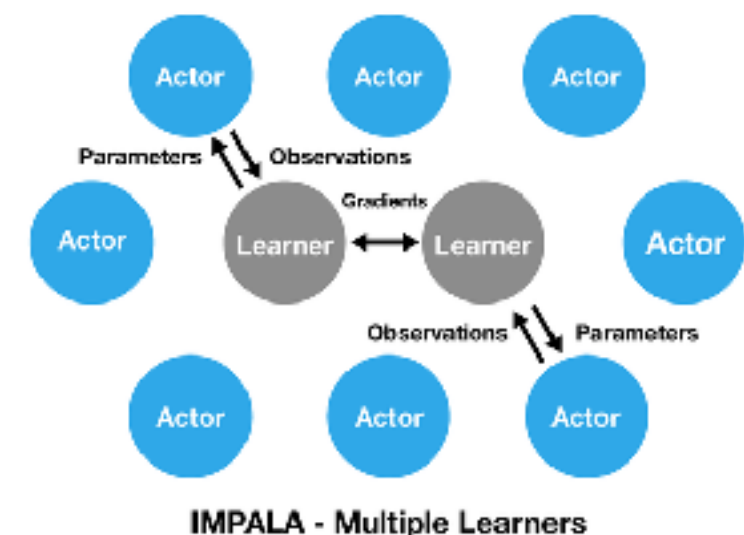 Actor Actor Actor
Parameters Observations
Gradients
Actor Learner Learner Actor
Observations Parameters
Actor Actor Actor
IMPALA - Multiple Learners